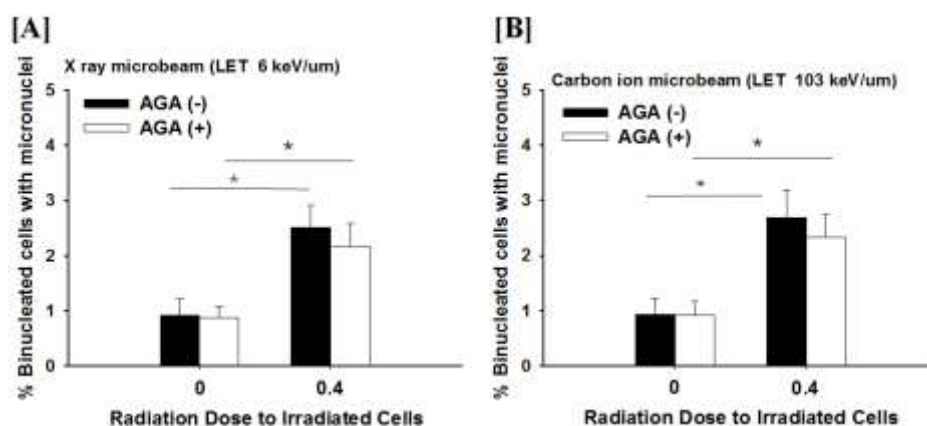 [A]
X ray microbeam (LET 6 keV/um)
AGA (-)
AGA (+)
% Binucleated cells with micronuclei
5
4
3
2
1
0
*
*
0
0.4
Radiation Dose to Irradiated Cells
[B]
Carbon ion microbeam (LET 103 keV/um)
AGA (-)
AGA (+)
% Binucleated cells with micronuclei
5
4
3
2
1
0
*
*
0
0.4
Radiation Dose to Irradiated Cells